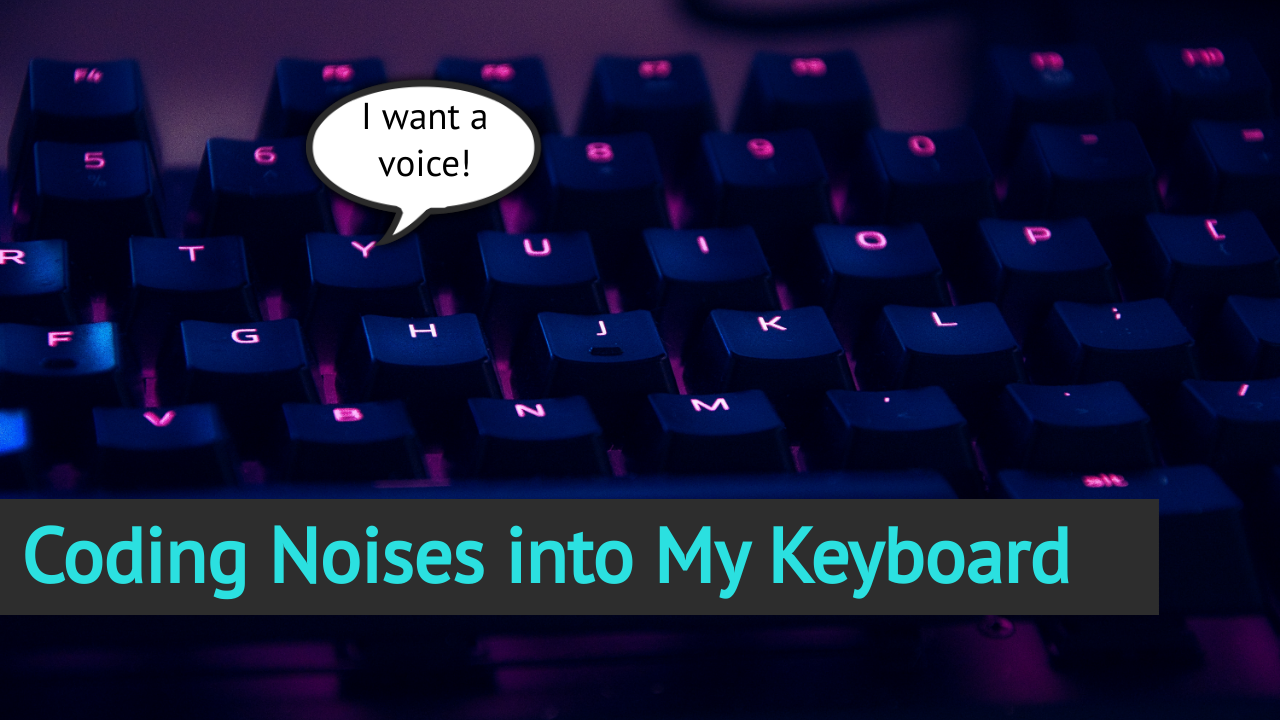 F4 F5 F6 F7 F8 F9 F10
5 6 8 9 0 - =
I want a
voice!
R T Y U I O P [
F G H J K L ;
V B N M , . /
alt
Coding Noises into My Keyboard